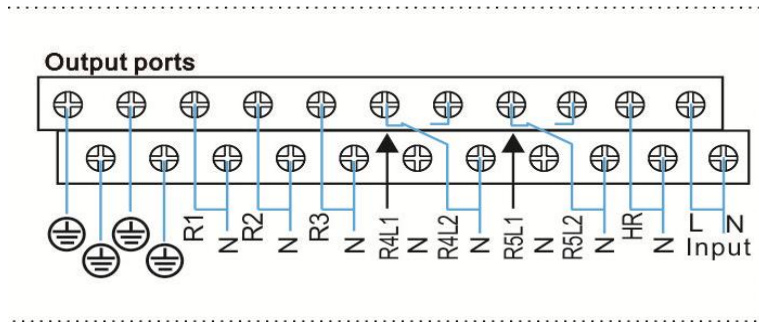 Output ports
R1 N R2 N R3 N R4L1 N R4L2 N R5L1 N R5L2 N HR N L N
Input